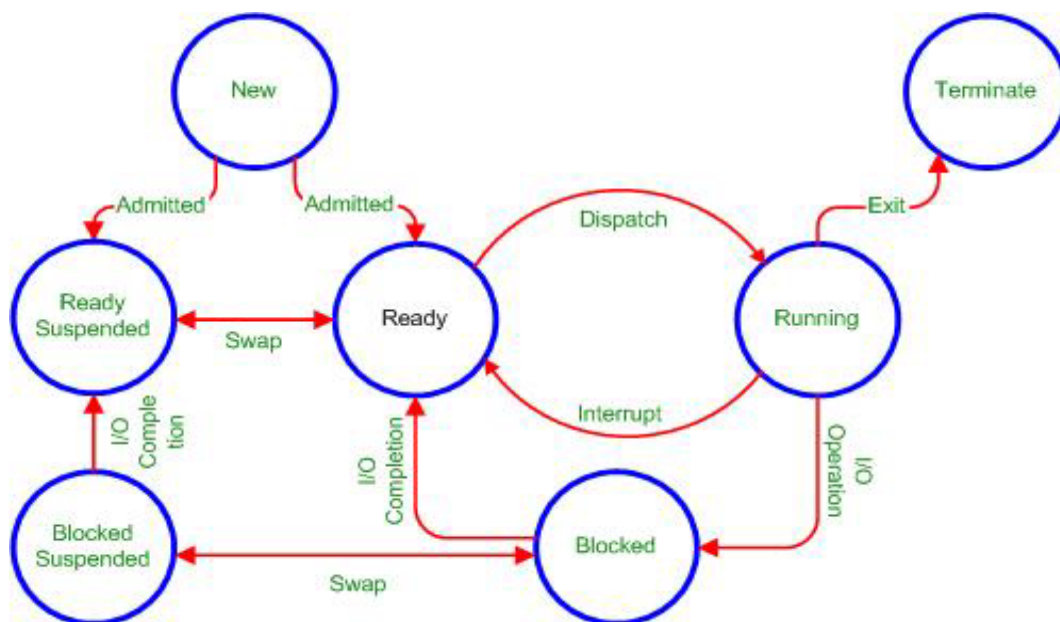 New
Terminate
Admitted
Admitted
Dispatch
Exit
Ready
Suspended
Ready
Running
Swap
Interrupt
I/O
Comple
tion
I/O
Completion
I/O
Operation
Blocked
Suspended
Blocked
Swap